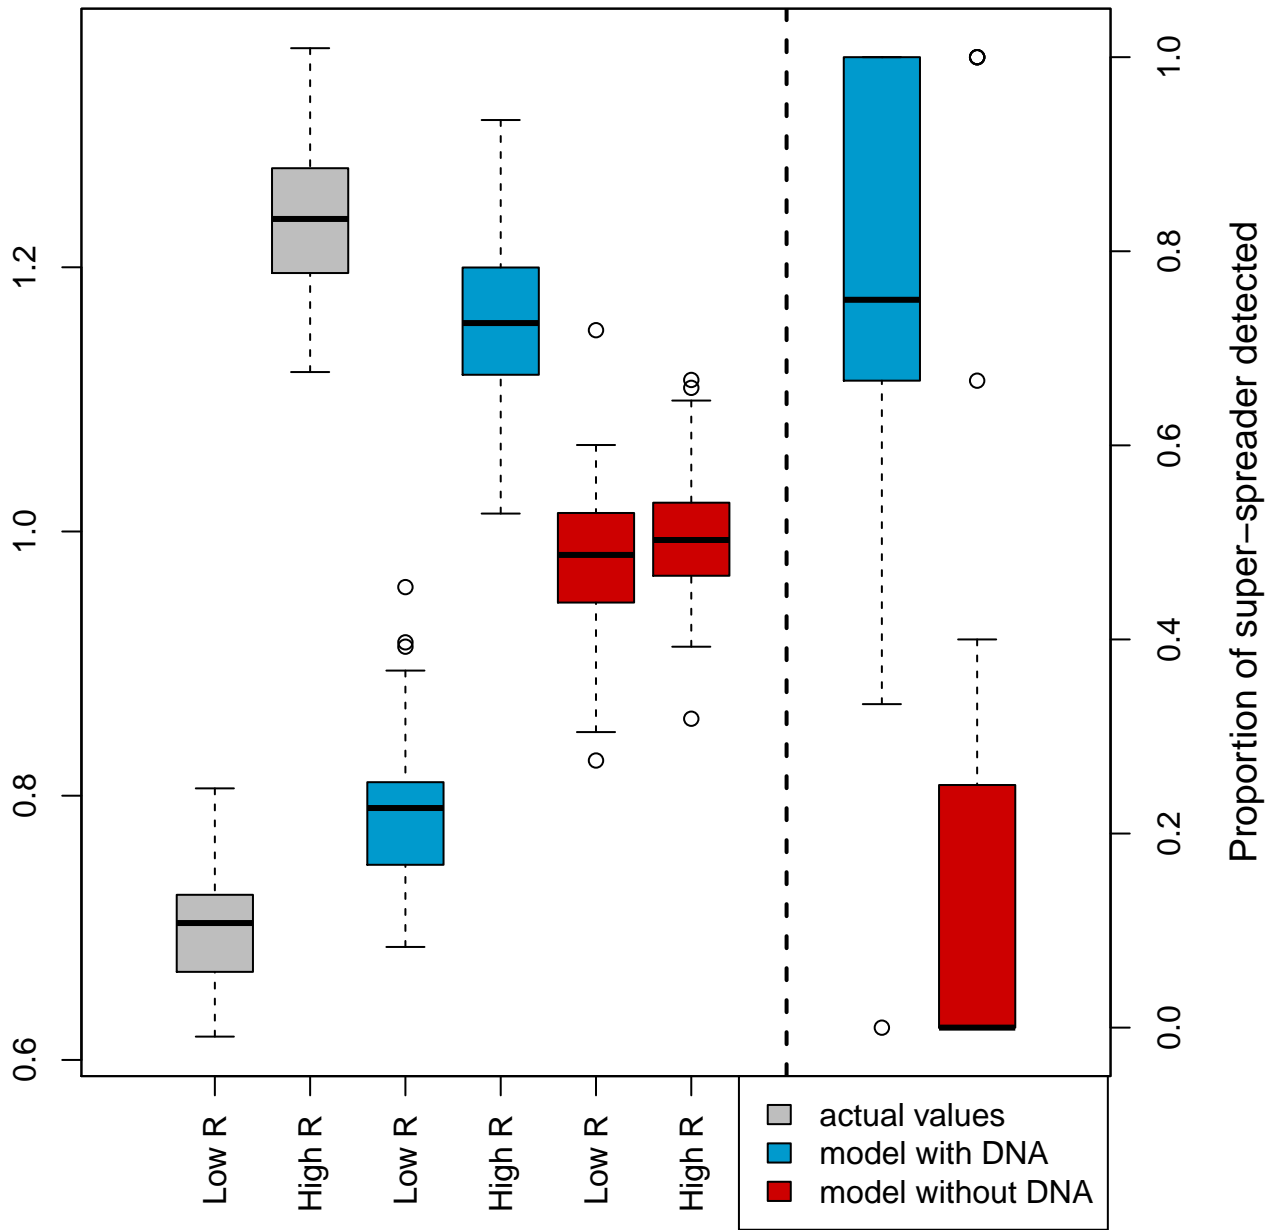 0.6
0.8
1.0
1.2
Low R
High R
Low R
High R
Low R
High R
0.0
0.2
0.4
0.6
0.8
1.0
Proportion of super−spreader detected
actual values
model with DNA
model without DNA